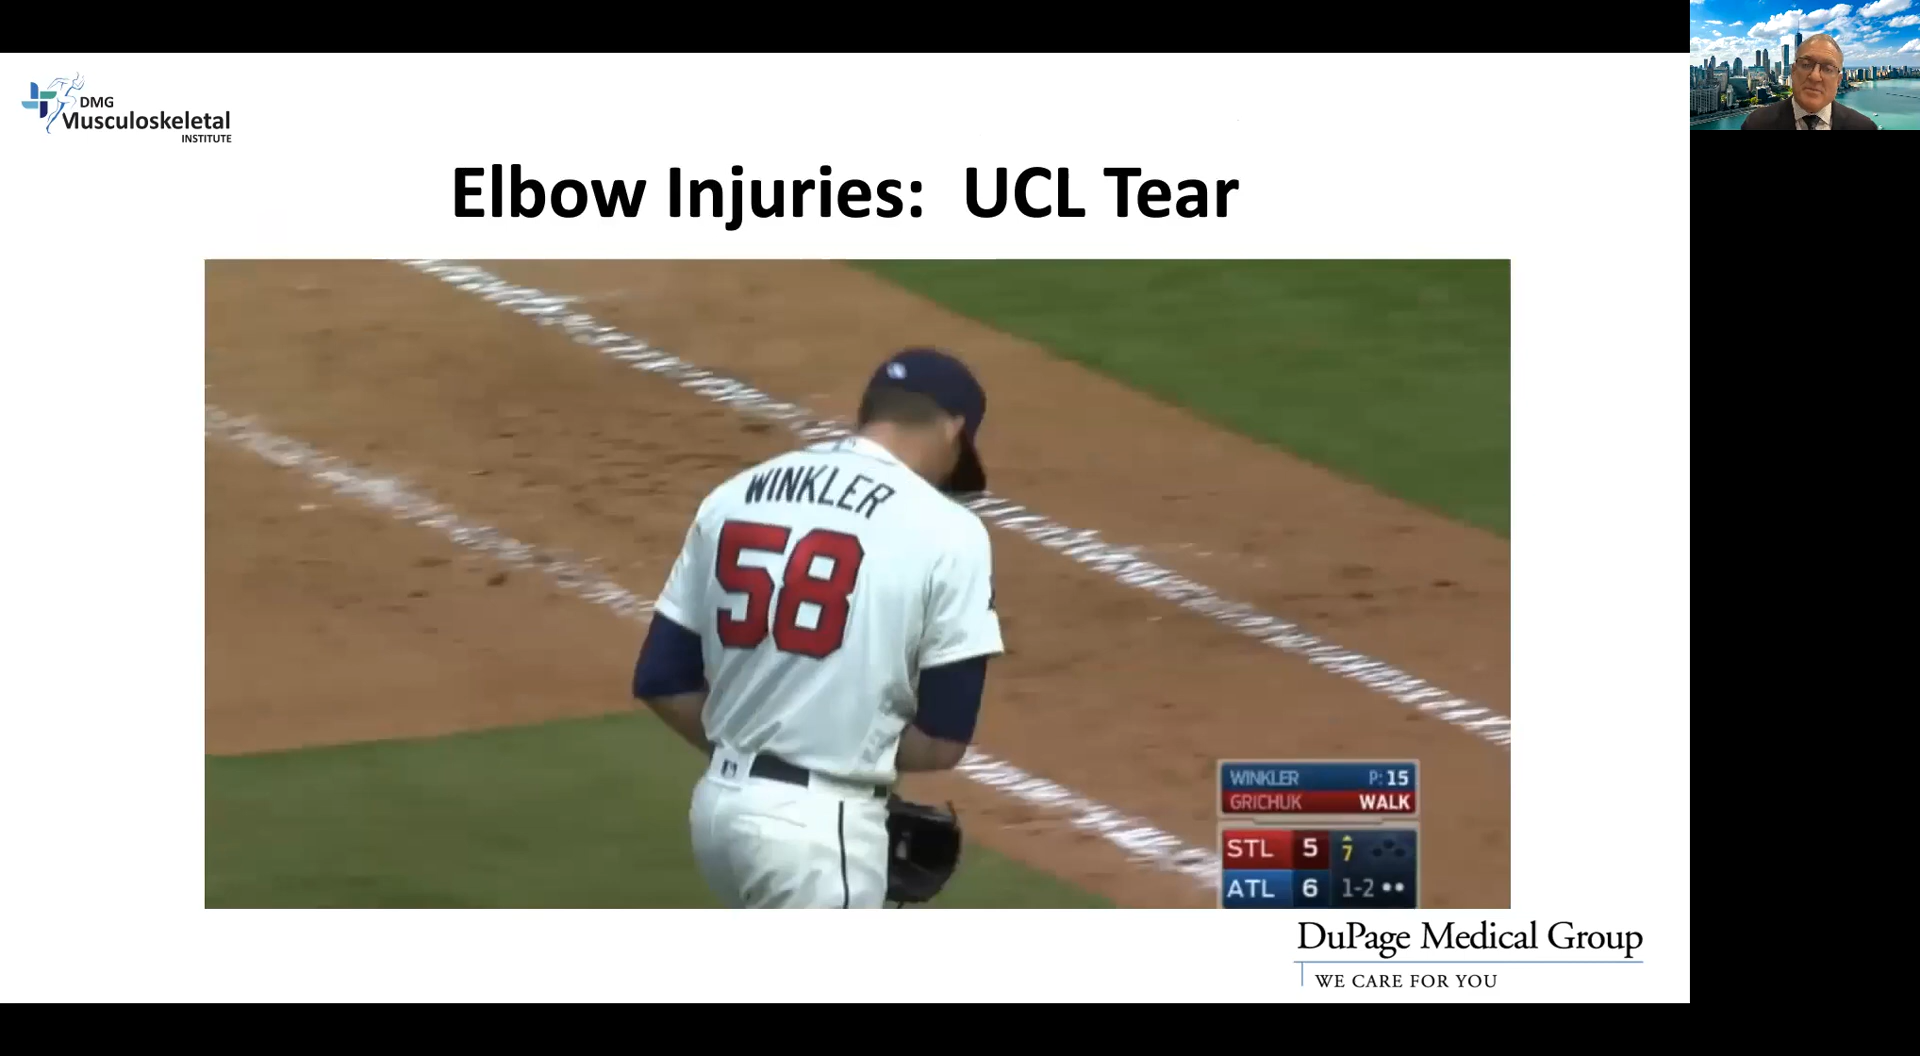 DMG
Musculoskeletal
INSTITUTE
Elbow Injuries: UCL Tear
WINKLER
58
WINKLER P: 15
GRICHUK WALK
STL 5 7
ATL 6 1-2
DuPage Medical Group
WE CARE FOR YOU